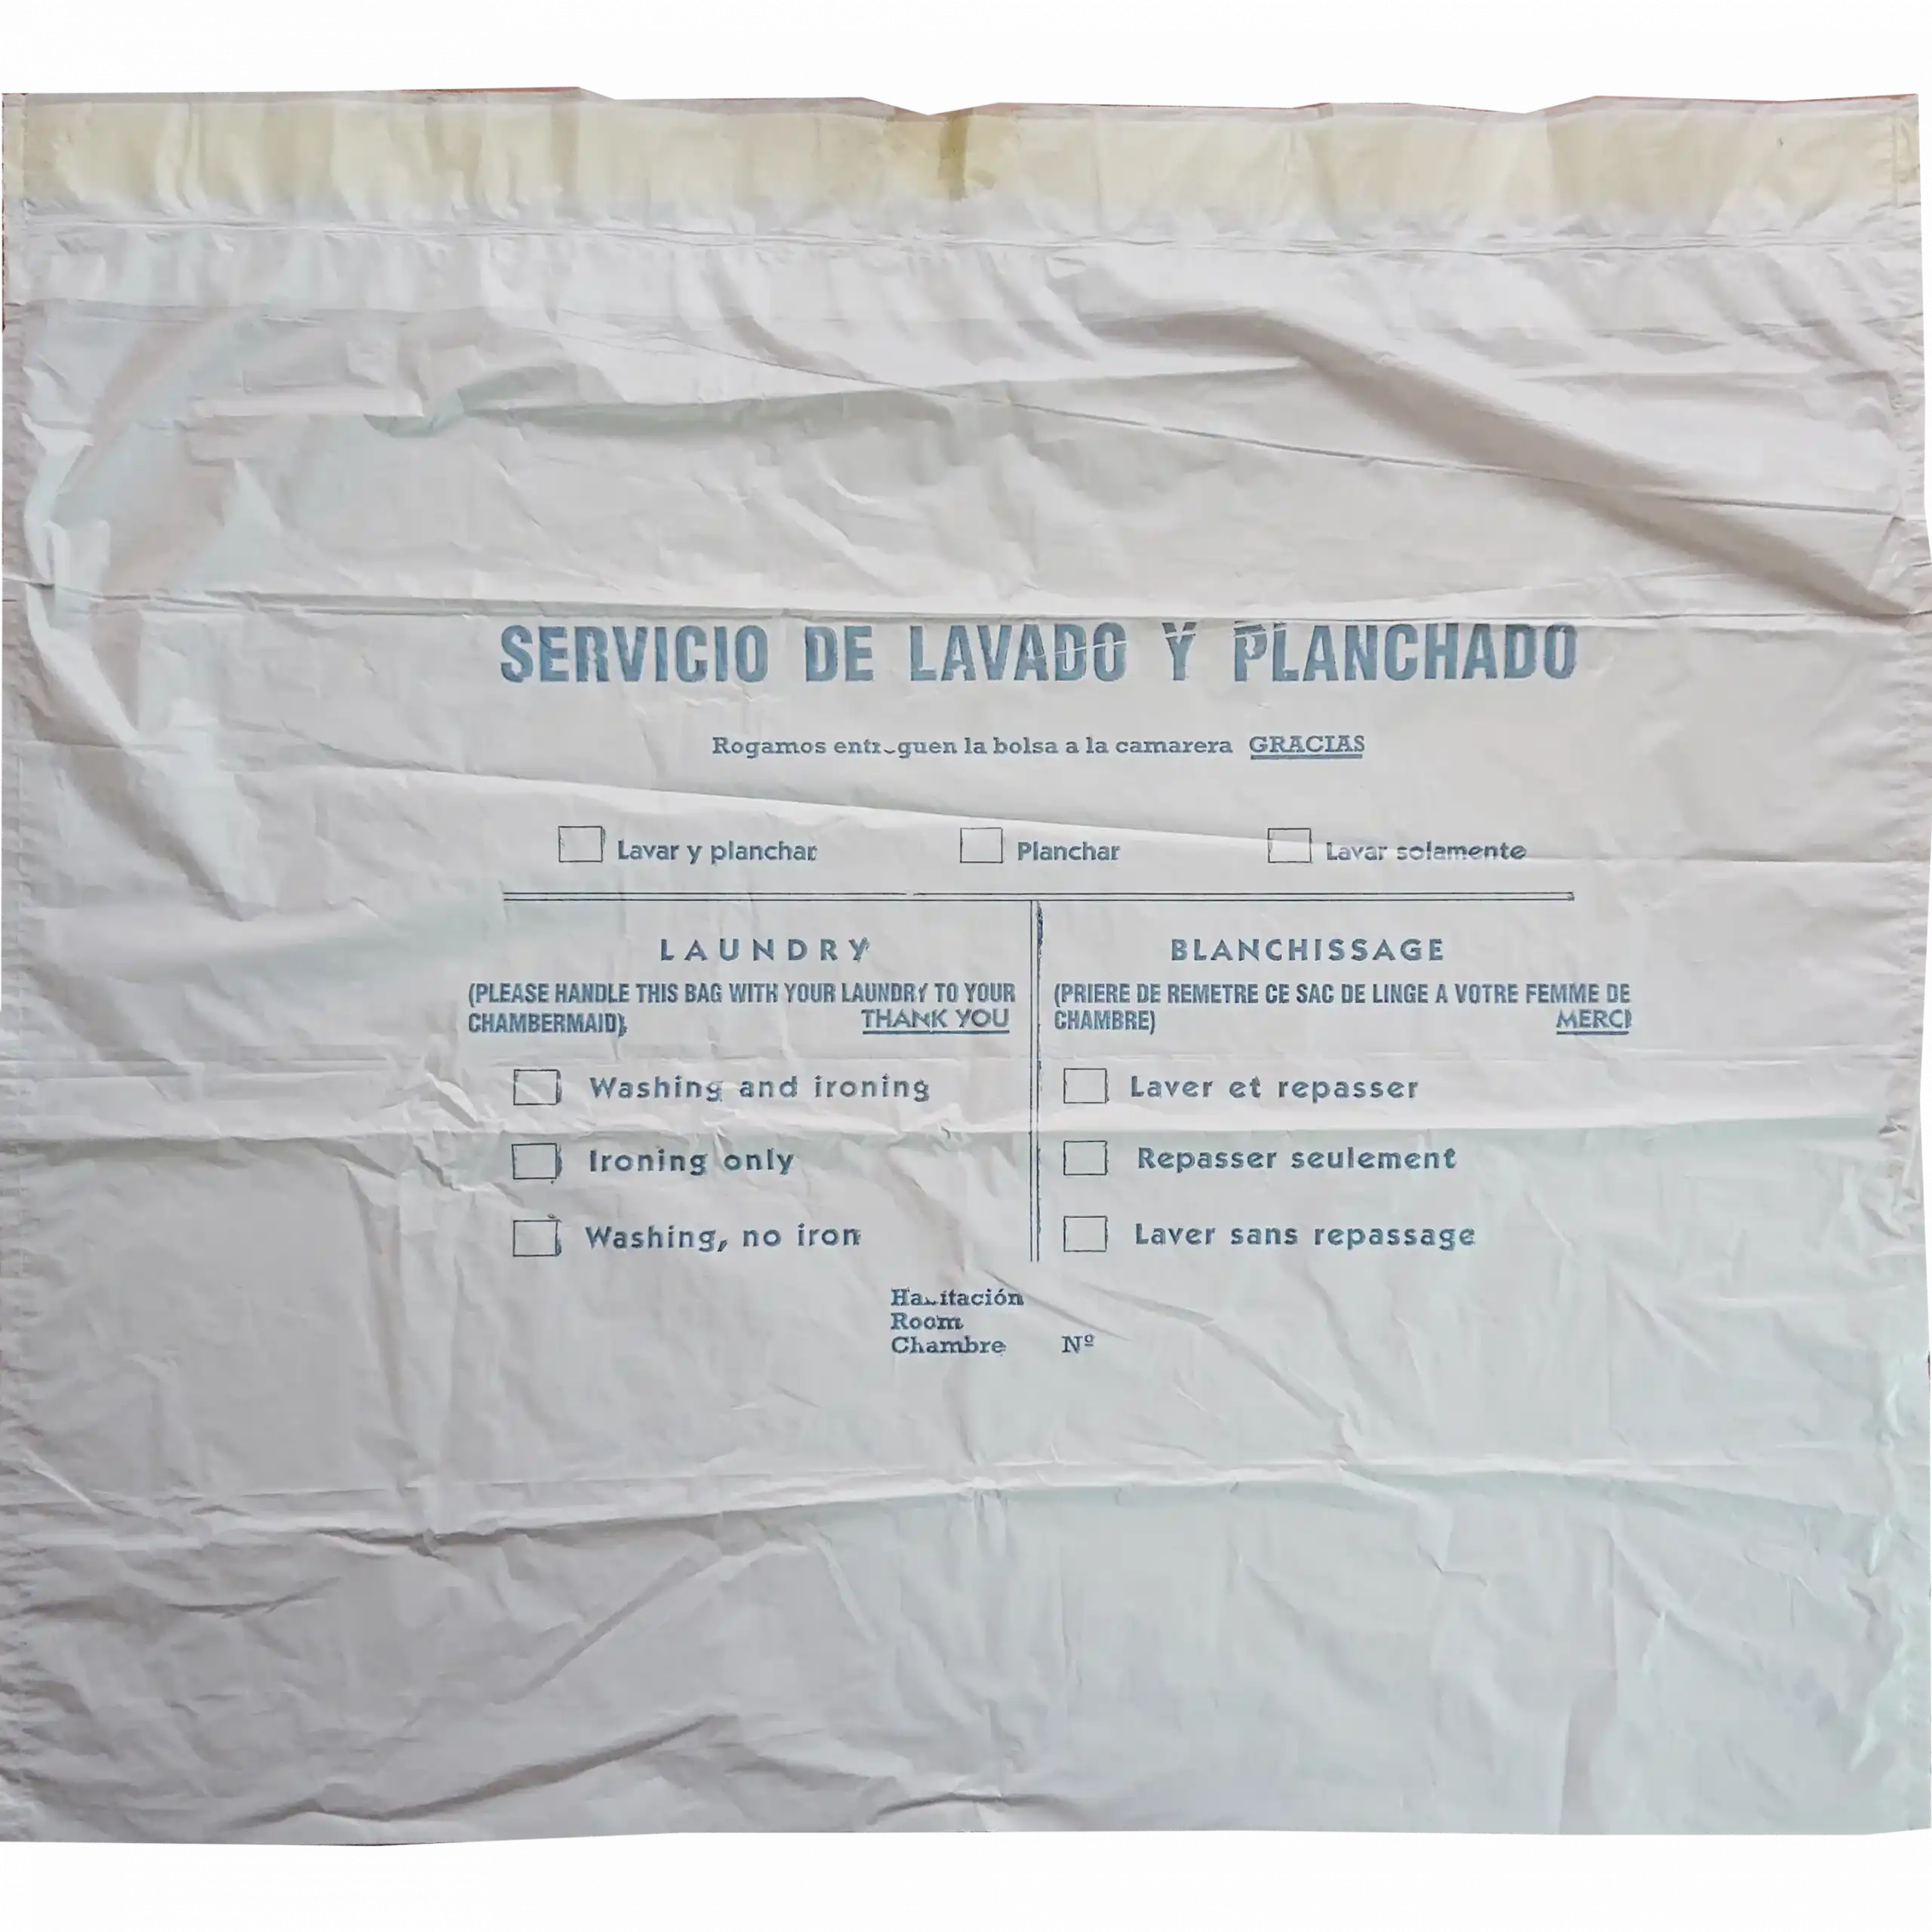 SERVICIO DE LAVADO Y PLANCHADO
Rogamos entreguen la bolsa a la camarera GRACIAS
Lavar y planchar Planchar Lavar solamente
LAUNDRY
(PLEASE HANDLE THIS BAG WITH YOUR LAUNDRY TO YOUR
CHAMBERMAID), THANK YOU
Washing and ironing
Ironing only
Washing, no iron
BLANCHISSAGE
(PRIERE DE REMETRE CE SAC DE LINGE A VOTRE FEMME DE
CHAMBRE) MERCI
Laver et repasser
Repasser seulement
Laver sans repassage
Habitación
Room
Chambre Nº